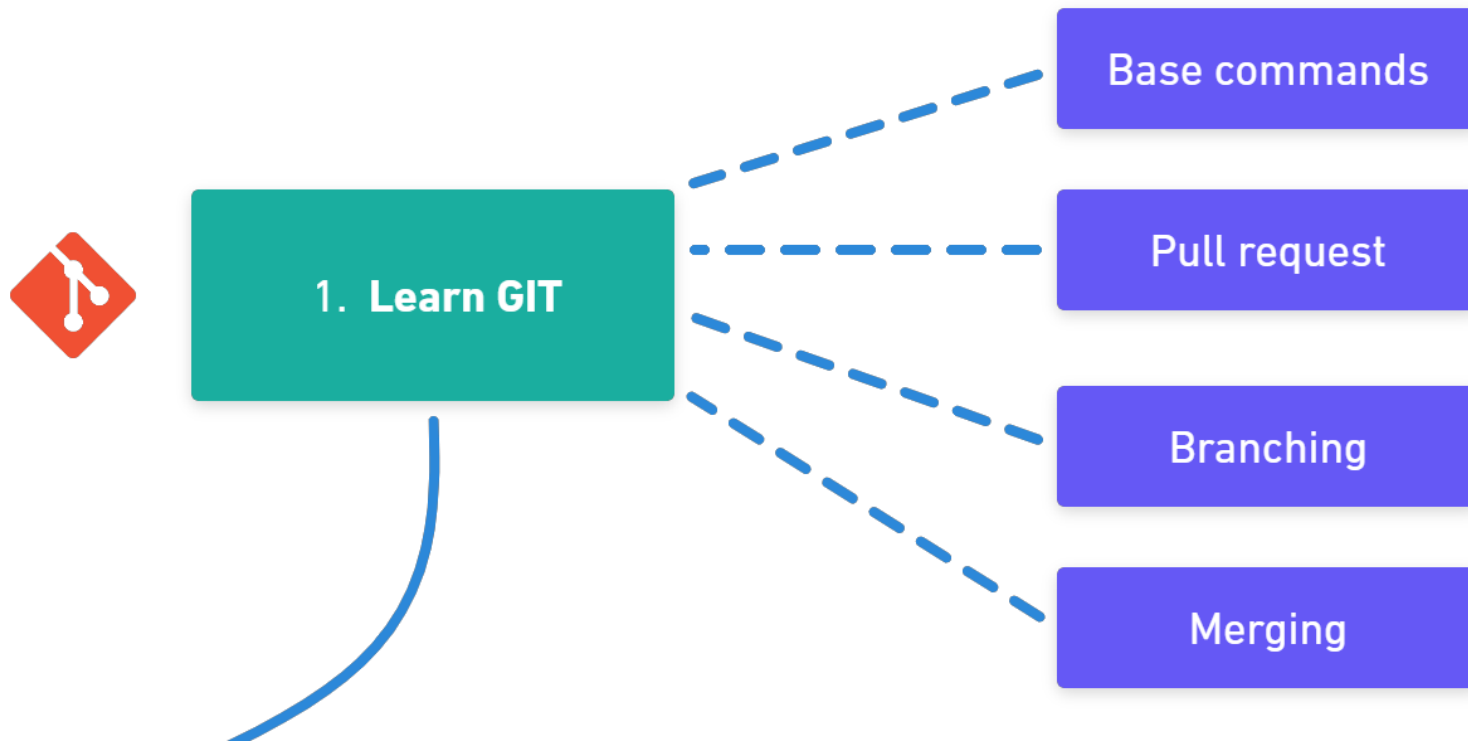 1. Learn GIT
Base commands
Pull request
Branching
Merging